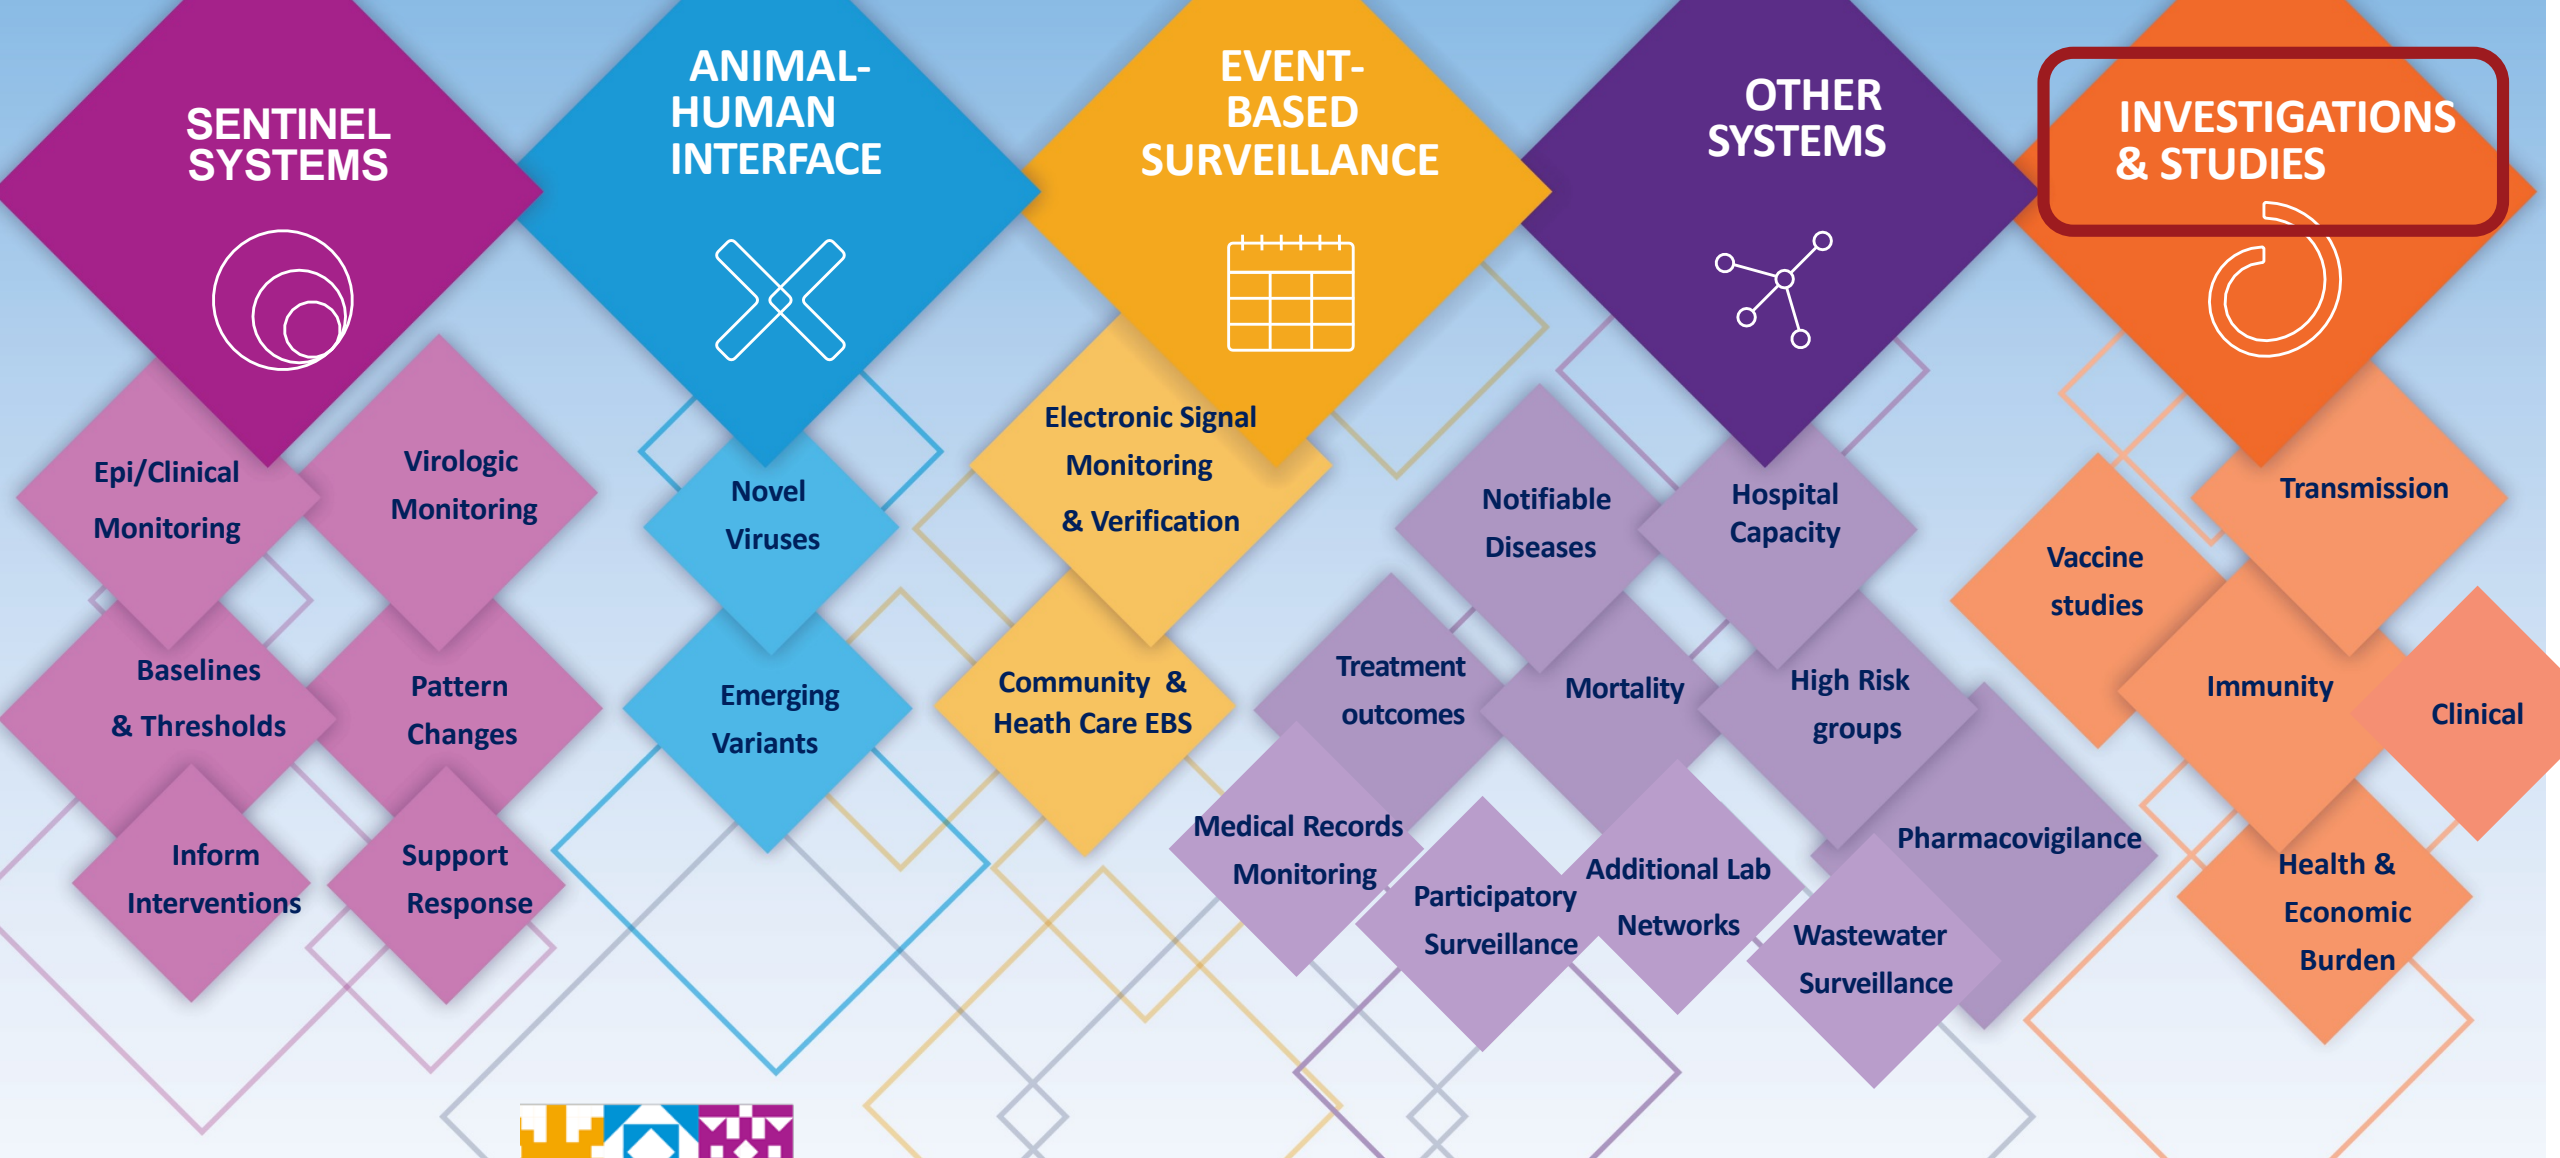 SENTINEL
SYSTEMS
ANIMAL-
HUMAN
INTERFACE
EVENT-
BASED
SURVEILLANCE
OTHER
SYSTEMS
INVESTIGATIONS
& STUDIES
Epi/Clinical
Monitoring
Virologic
Monitoring
Baselines
& Thresholds
Pattern
Changes
Inform
Interventions
Support
Response
Novel
Viruses
Emerging
Variants
Electronic Signal
Monitoring
& Verification
Community &
Heath Care EBS
Notifiable
Diseases
Hospital
Capacity
Treatment
outcomes
Mortality
High Risk
groups
Medical Records
Monitoring
Participatory
Surveillance
Additional Lab
Networks
Pharmacovigilance
Wastewater
Surveillance
Transmission
Vaccine
studies
Immunity
Clinical
Health &
Economic
Burden